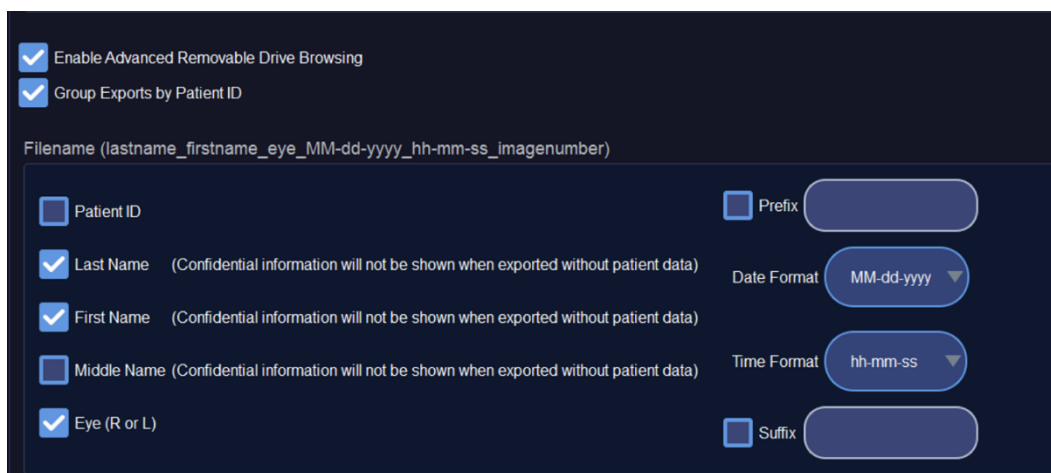 Enable Advanced Removable Drive Browsing
Group Exports by Patient ID
Filename (lastname_firstname_eye_MM-dd-yyyy_hh-mm-ss_imagenumber)
Patient ID
Prefix
Last Name (Confidential information will not be shown when exported without patient data)
Date Format MM-dd-yyyy
First Name (Confidential information will not be shown when exported without patient data)
Middle Name (Confidential information will not be shown when exported without patient data)
Time Format hh-mm-ss
Eye (R or L)
Suffix